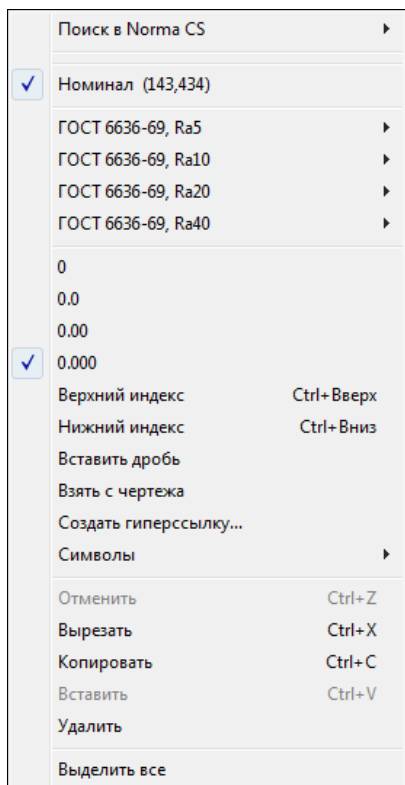 Поиск в Norma CS
Номинал (143,434)
ГОСТ 6636-69, Ra5
ГОСТ 6636-69, Ra10
ГОСТ 6636-69, Ra20
ГОСТ 6636-69, Ra40
0
0.0
0.00
0.000
Верхний индекс Ctrl+Вверх
Нижний индекс Ctrl+Вниз
Вставить дробь
Взять с чертежа
Создать гиперссылку...
Символы
Отменить Ctrl+Z
Вырезать Ctrl+X
Копировать Ctrl+C
Вставить Ctrl+V
Удалить
Выделить все